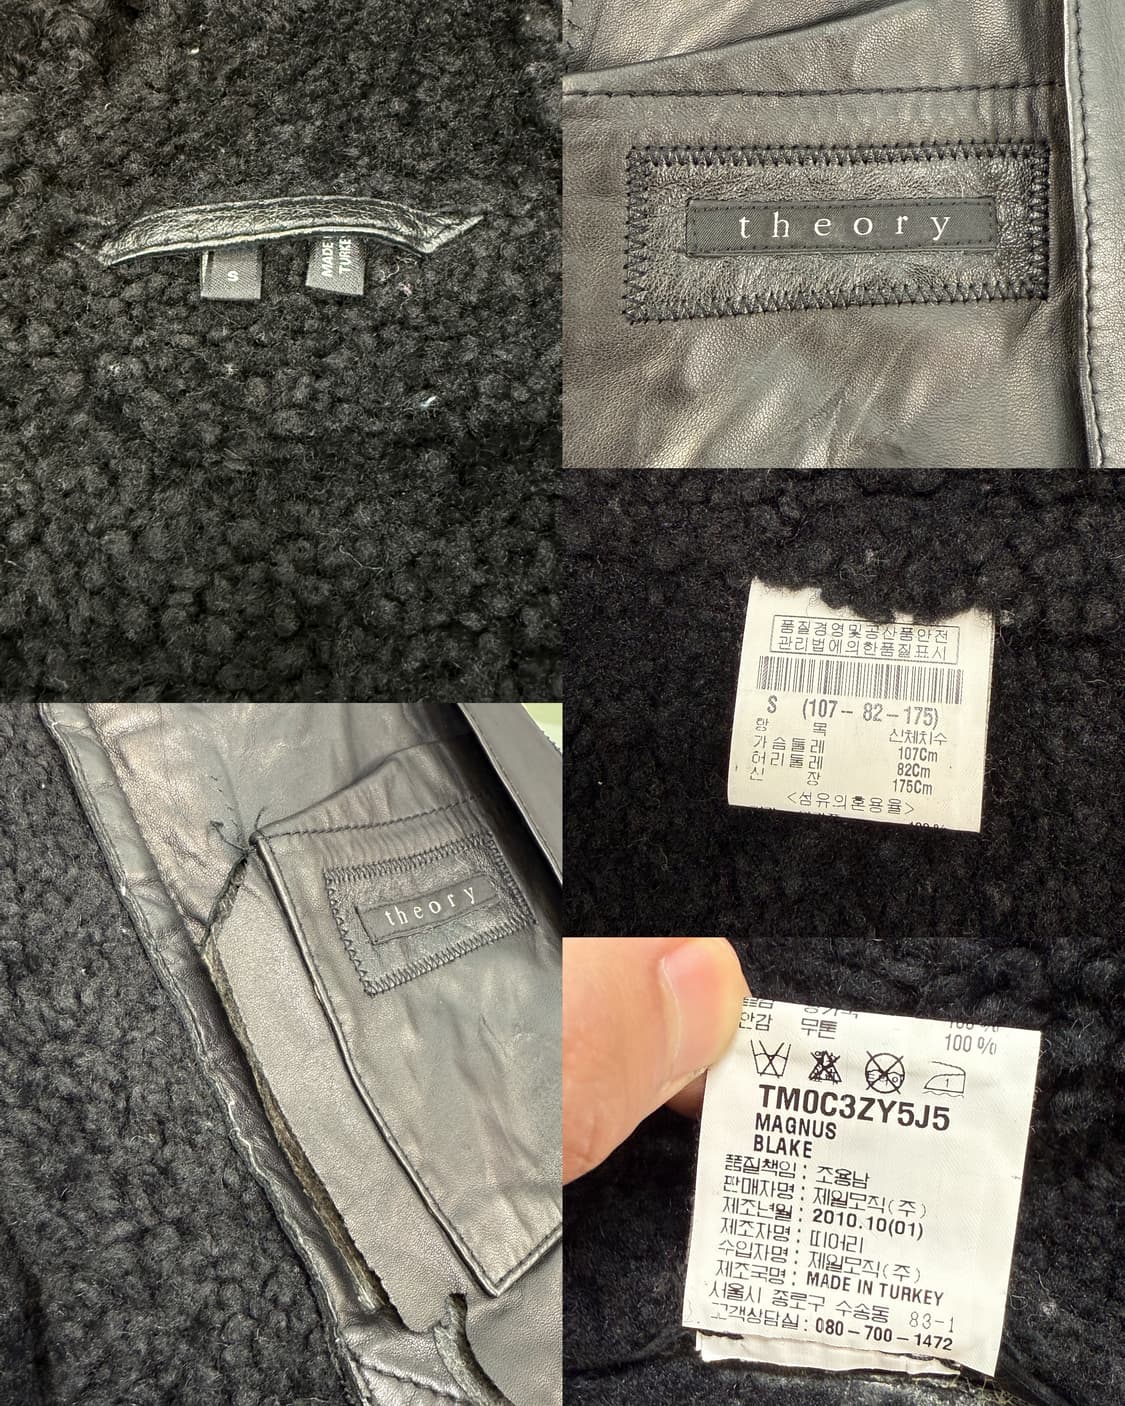 S
MADE
TURKE
theory
품질경영및공산품안전
관리법에의한품질표시
S (107-82-175)
항 목 신체치수
가슴둘레 107Cm
허리둘레 82Cm
신 장 175Cm
<섬유의혼용율>
theory
100 %
안감 무톤 100 %
TM0C3ZY5J5
MAGNUS
BLAKE
품질책임 : 조용남
판매자명 : 제일모직(주)
제조년월 : 2010.10(01)
제조자명 : 띠어리
수입자명 : 제일모직(주)
제조국명 : MADE IN TURKEY
서울시 종로구 수송동 83-1
고객상담실 : 080-700-1472